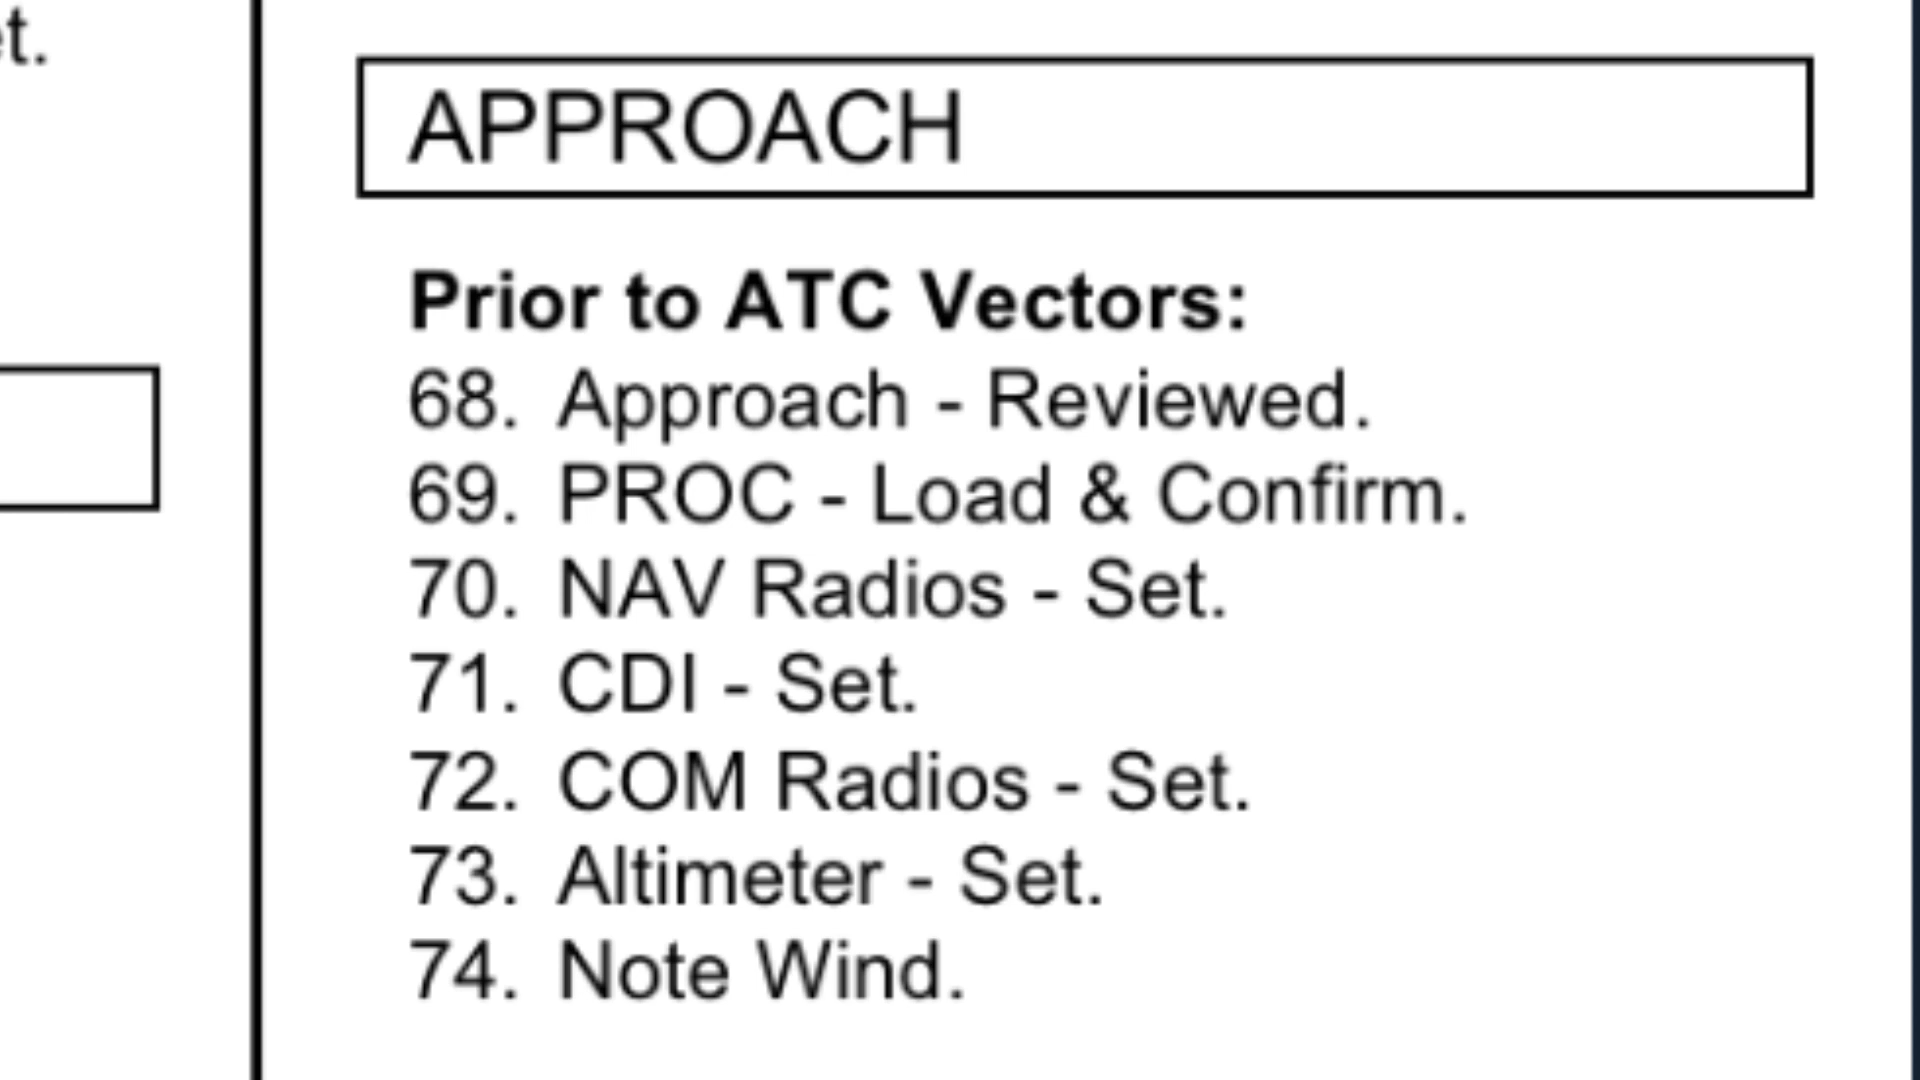 APPROACH
Prior to ATC Vectors:
68. Approach - Reviewed.
69. PROC - Load & Confirm.
70. NAV Radios - Set.
71. CDI - Set.
72. COM Radios - Set.
73. Altimeter - Set.
74. Note Wind.